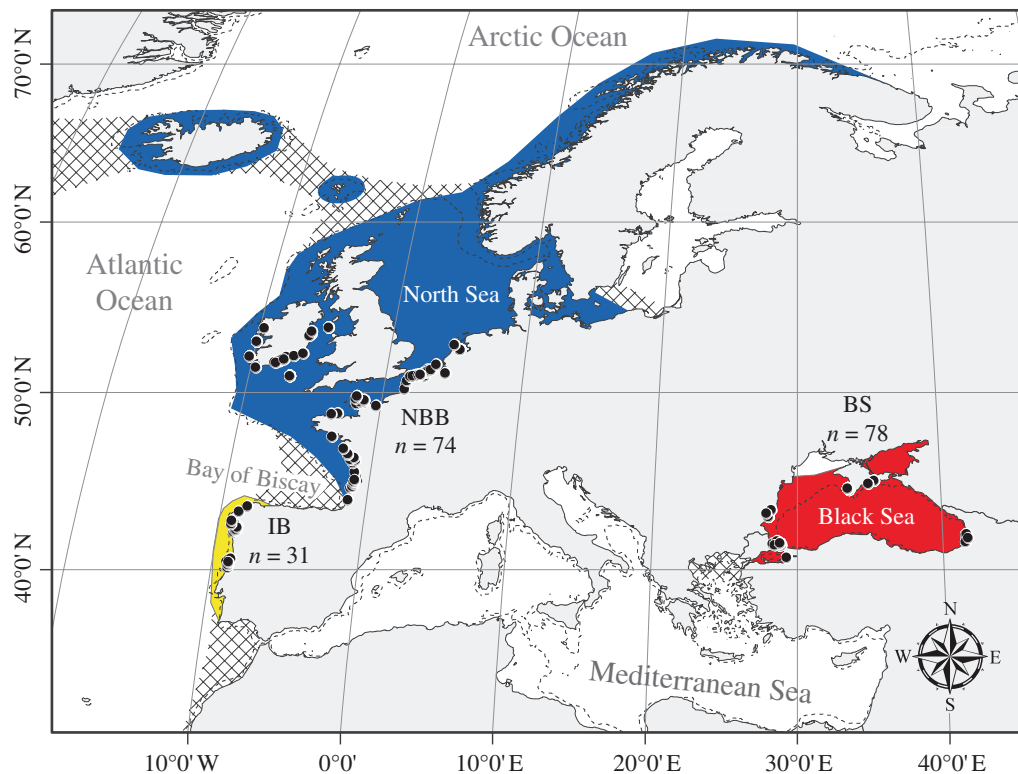 Arctic Ocean
70°0′ N
60°0′ N
50°0′ N
40°0′ N
Atlantic
Ocean
North Sea
NBB
n = 74
BS
n = 78
Bay of Biscay
IB
n = 31
Black Sea
Mediterranean Sea
N
W
E
S
10°0′ W
0°0′
10°0′ E
20°0′ E
30°0′ E
40°0′ E